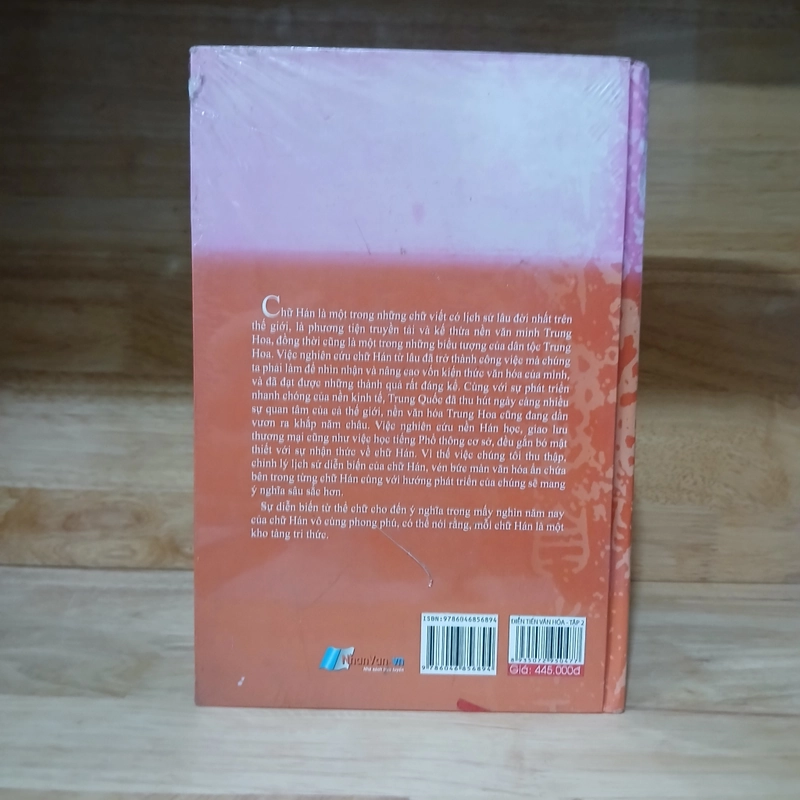 Chữ Hán là một trong những chữ viết có lịch sử lâu đời nhất trên
thế giới, là phương tiện truyền tải và kế thừa nền văn minh Trung
Hoa, đồng thời cũng là một trong những biểu tượng của dân tộc Trung
Hoa. Việc nghiên cứu chữ Hán từ lâu đã trở thành công việc mà chúng
ta phải làm để nhìn nhận và nâng cao vốn kiến thức văn hóa của mình,
và đã đạt được những thành quả rất đáng kể. Cùng với sự phát triển
nhanh chóng của nền kinh tế, Trung Quốc đã thu hút ngày càng nhiều
sự quan tâm của cả thế giới, nền văn hóa Trung Hoa cũng đang dần
vươn ra khắp năm châu. Việc nghiên cứu nền Hán học, giao lưu
thương mại cũng như việc học tiếng Phổ thông cơ sở, đều gắn bó mật
thiết với sự nhận thức về chữ Hán. Vì thế việc chúng tôi thu thập,
chỉnh lý lịch sử diễn biến của chữ Hán, vén bức màn văn hóa ẩn chứa
bên trong từng chữ Hán cùng với hướng phát triển của chúng sẽ mang
ý nghĩa sâu sắc hơn.
Sự diễn biến từ thể chữ cho đến ý nghĩa trong mấy nghìn năm nay
của chữ Hán vô cùng phong phú, có thể nói rằng, mỗi chữ Hán là một
kho tàng tri thức.
ISBN:9786046856894
9 786046 856894
ĐIỂN TIẾN VĂN HÓA - TẬP 2
Giá: 445.000đ
NhanVan.vn